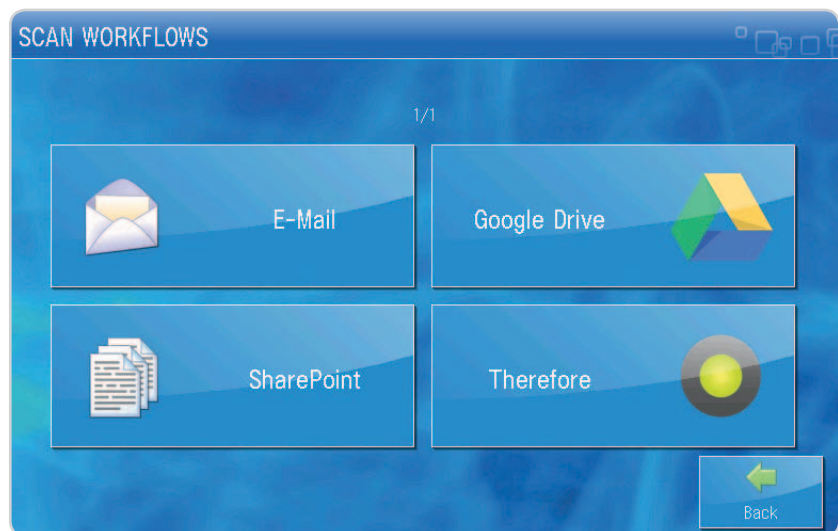 SCAN WORKFLOWS
1/1
E-Mail
Google Drive
SharePoint
Therefore
Back